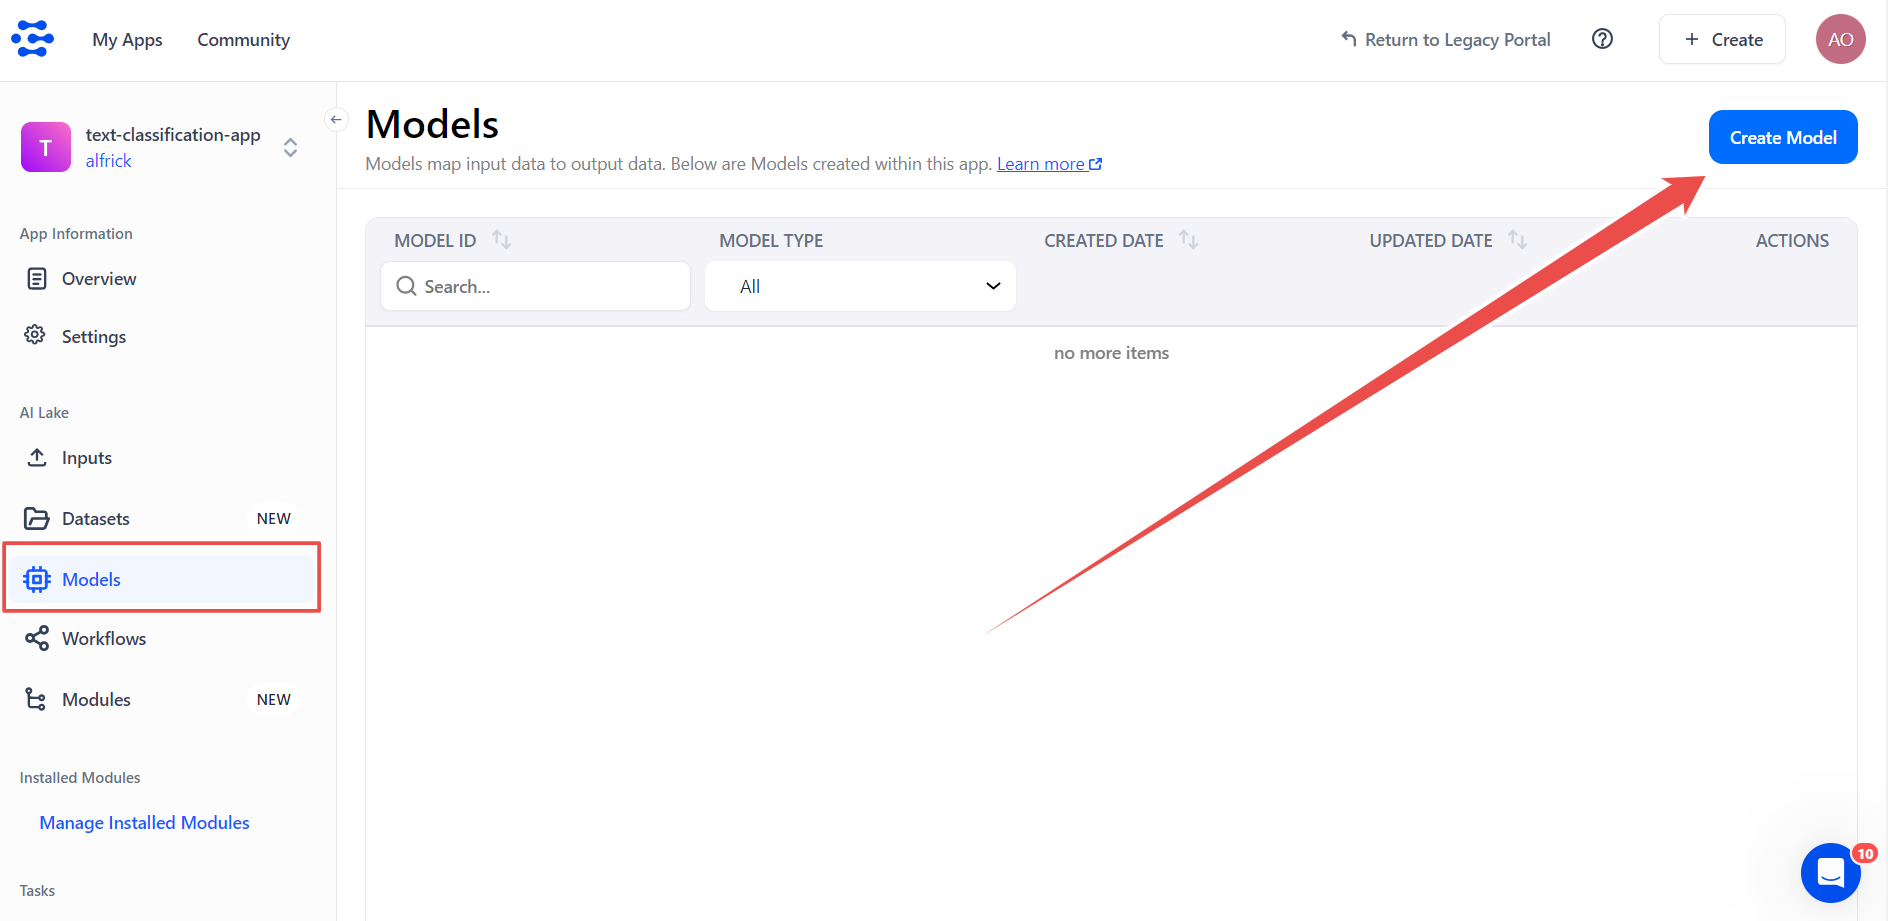 My Apps
Community
Return to Legacy Portal
+ Create
AO
T
text-classification-app
alfrick
App Information
Overview
Settings
AI Lake
Inputs
Datasets NEW
Models
Workflows
Modules NEW
Installed Modules
Manage Installed Modules
Tasks
Models
Models map input data to output data. Below are Models created within this app. Learn more
Create Model
MODEL ID
MODEL TYPE
CREATED DATE
UPDATED DATE
ACTIONS
Search...
All
no more items
10